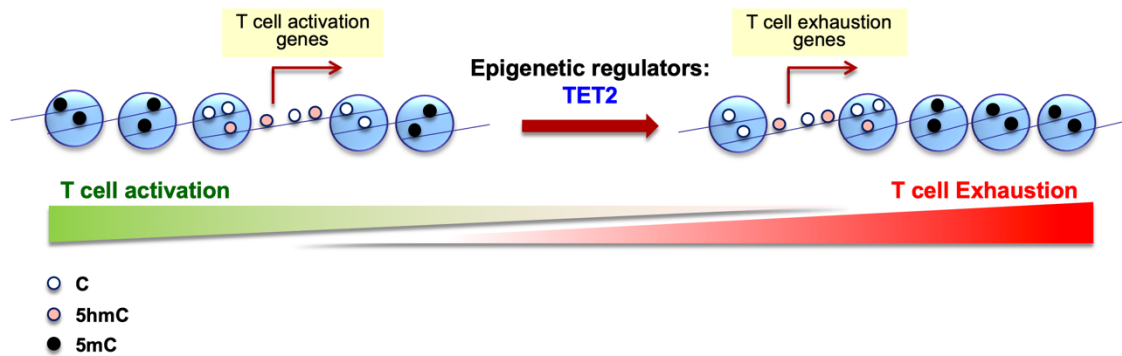 T cell activation
genes
T cell exhaustion
genes
Epigenetic regulators:
TET2
T cell activation
T cell Exhaustion
C
5hmC
5mC